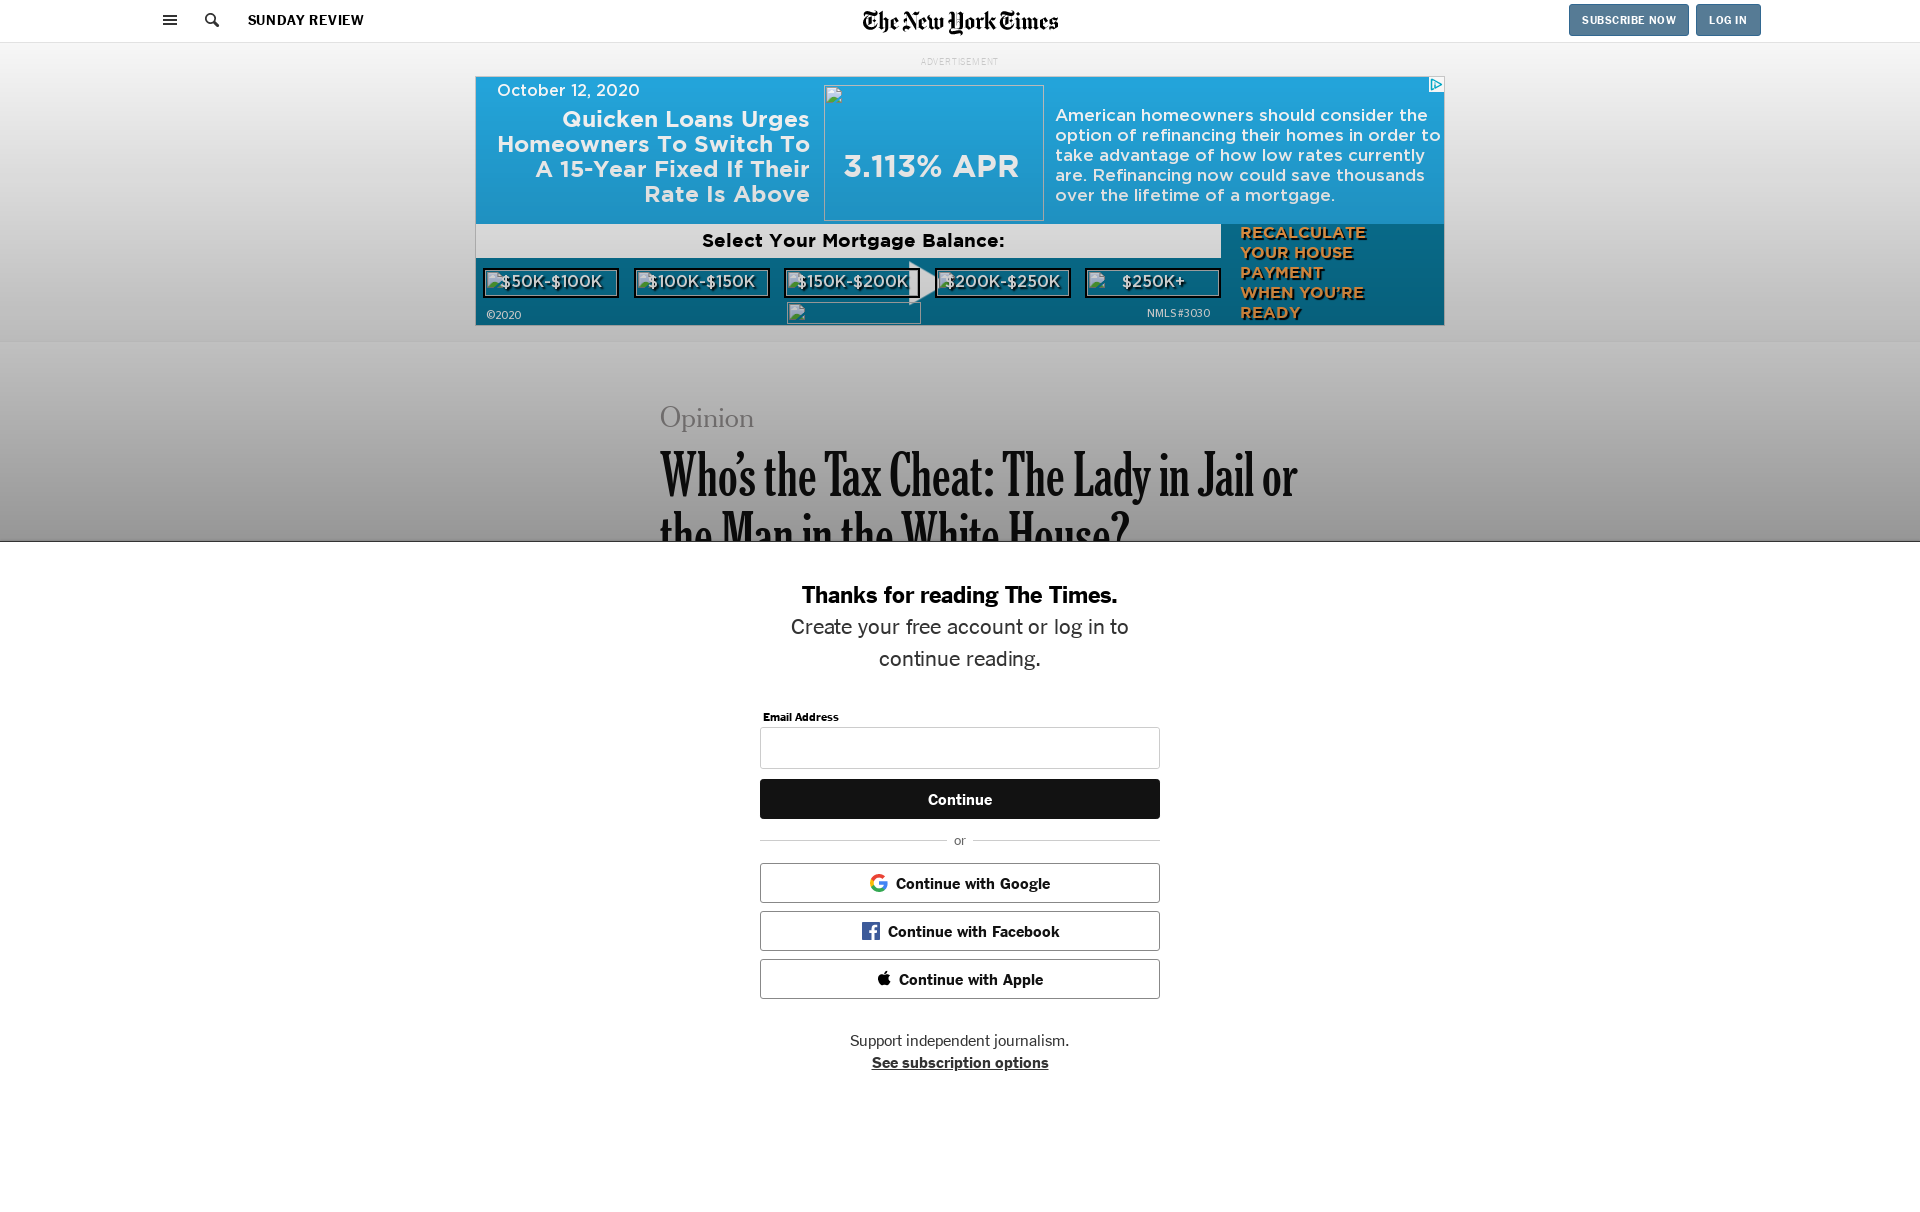 SUNDAY REVIEW
The New York Times
SUBSCRIBE NOW
LOG IN
ADVERTISEMENT
October 12, 2020
Quicken Loans Urges
Homeowners To Switch To
A 15-Year Fixed If Their
Rate Is Above
3.113% APR
American homeowners should consider the
option of refinancing their homes in order to
take advantage of how low rates currently
are. Refinancing now could save thousands
over the lifetime of a mortgage.
Select Your Mortgage Balance:
$50K-$100K
$100K-$150K
$150K-$200K
$200K-$250K
$250K+
©2020
NMLS #3030
RECALCULATE
YOUR HOUSE
PAYMENT
WHEN YOU'RE
READY
Opinion
Who's the Tax Cheat: The Lady in Jail or
the Man in the White House?
Thanks for reading The Times.
Create your free account or log in to
continue reading.
Email Address
Continue
or
Continue with Google
Continue with Facebook
Continue with Apple
Support independent journalism.
See subscription options